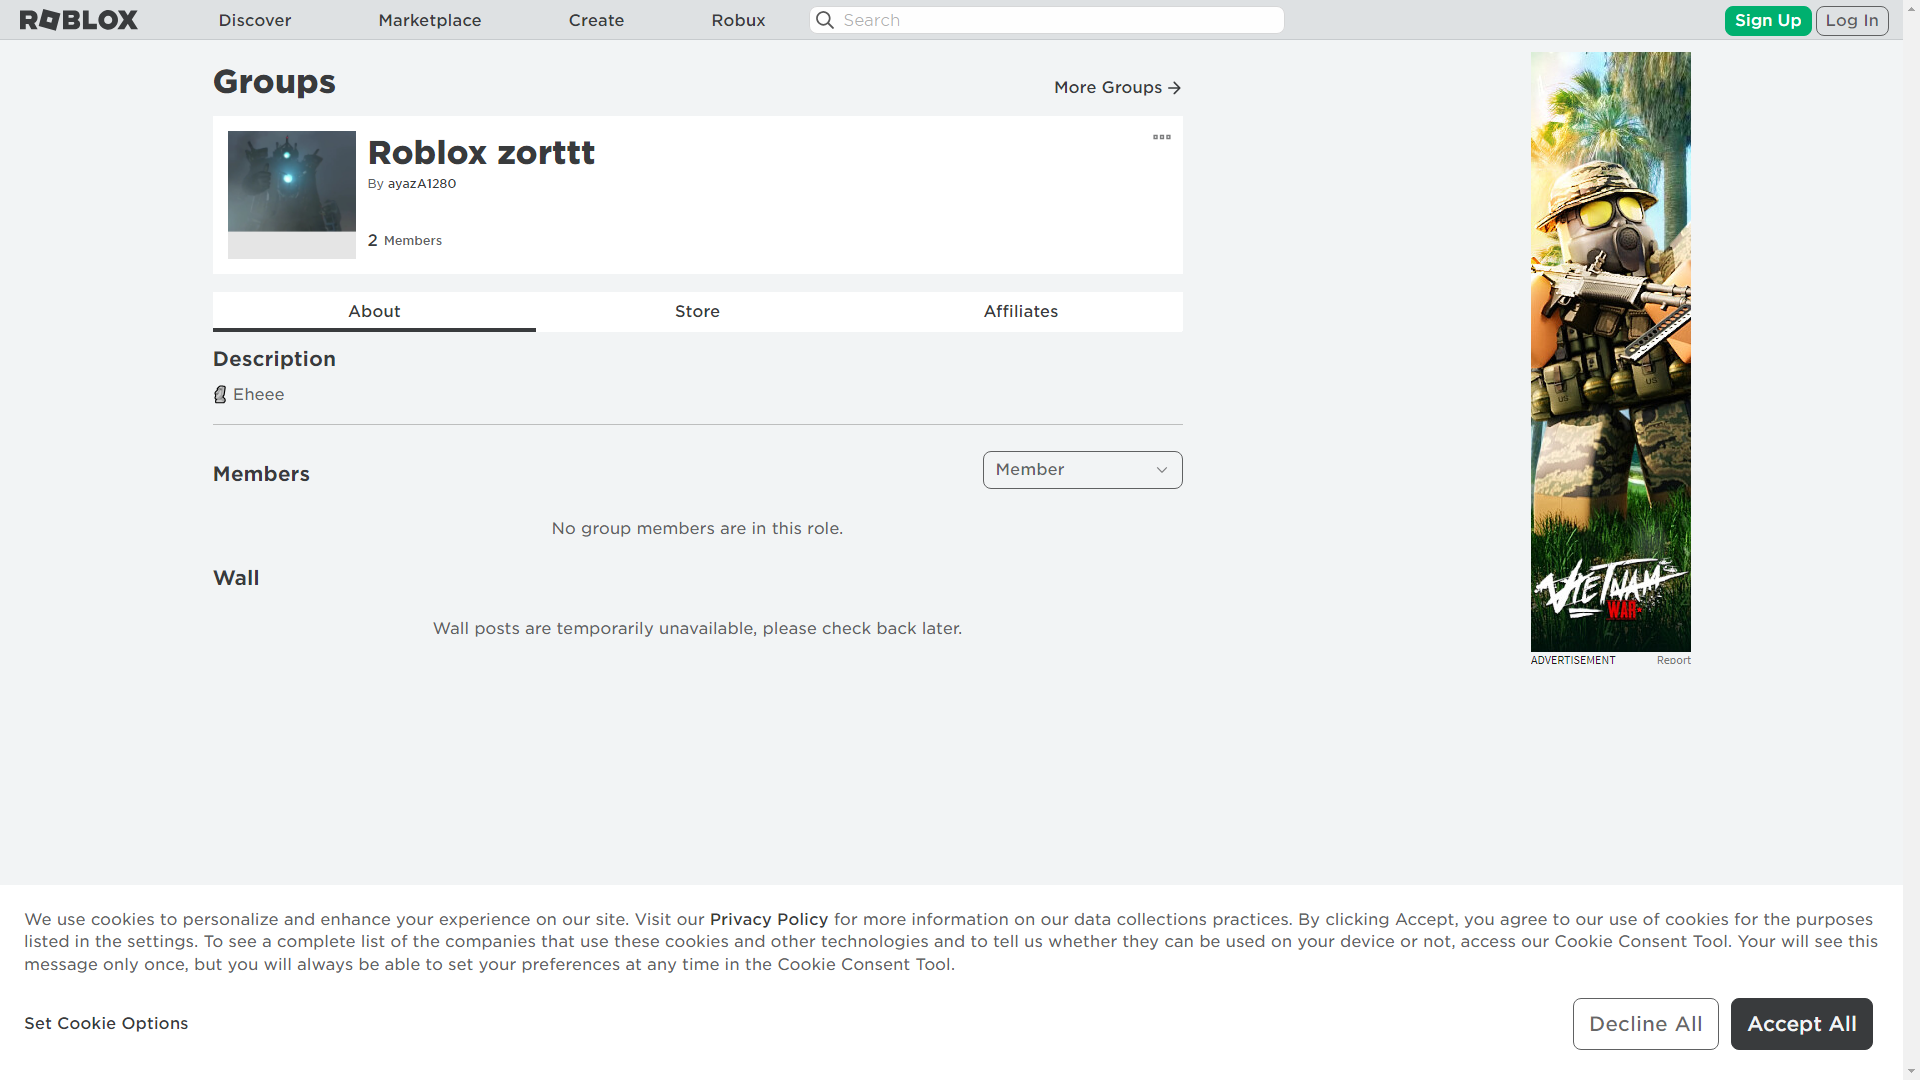 ROBLOX Discover Marketplace Create Robux Search Sign Up Log In
Groups
More Groups
Roblox zorttt
By ayazA1280
2 Members
About Store Affiliates
Description
🗿 Eheee
Members
Member
No group members are in this role.
Wall
Wall posts are temporarily unavailable, please check back later.
US
US
VIETNAM
WAR
ADVERTISEMENT Report
We use cookies to personalize and enhance your experience on our site. Visit our Privacy Policy for more information on our data collections practices. By clicking Accept, you agree to our use of cookies for the purposes
listed in the settings. To see a complete list of the companies that use these cookies and other technologies and to tell us whether they can be used on your device or not, access our Cookie Consent Tool. Your will see this
message only once, but you will always be able to set your preferences at any time in the Cookie Consent Tool.
Set Cookie Options
Decline All
Accept All